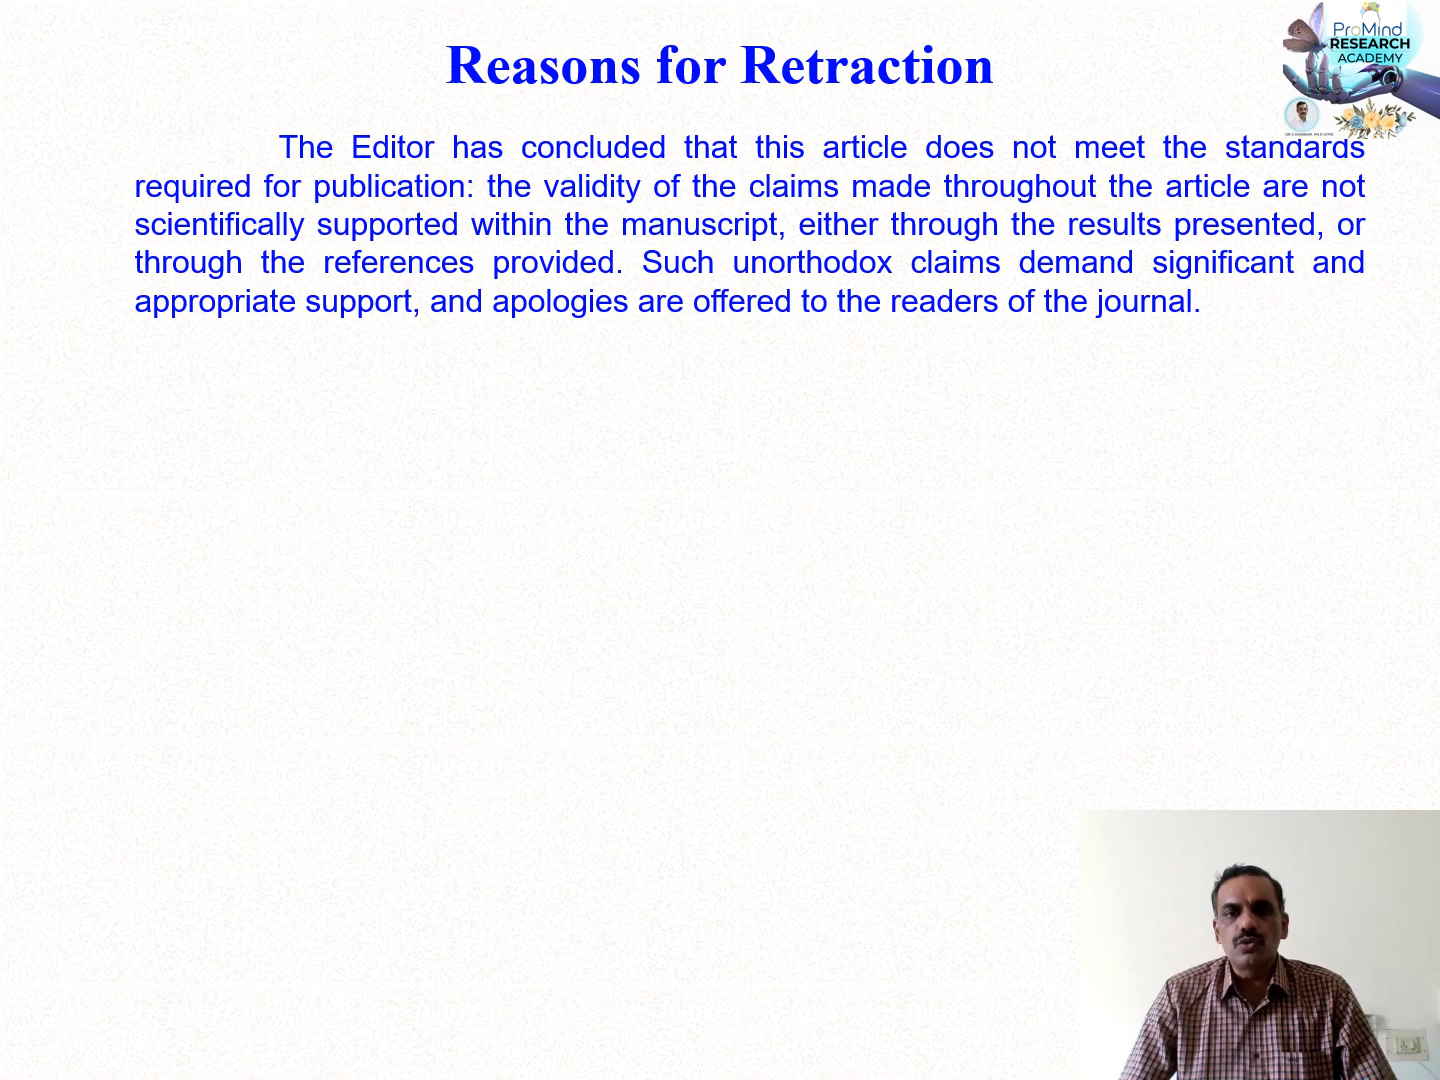 ProMind
RESEARCH
ACADEMY
Reasons for Retraction
The Editor has concluded that this article does not meet the standards
required for publication: the validity of the claims made throughout the article are not
scientifically supported within the manuscript, either through the results presented, or
through the references provided. Such unorthodox claims demand significant and
appropriate support, and apologies are offered to the readers of the journal.